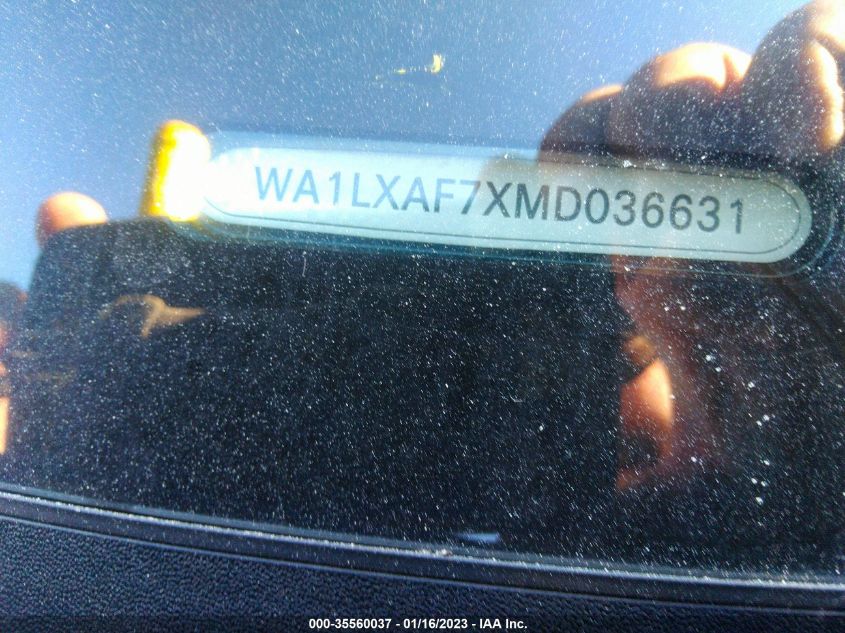 WA1LXAF7XMD036631
000-35560037 - 01/16/2023 - IAA Inc.